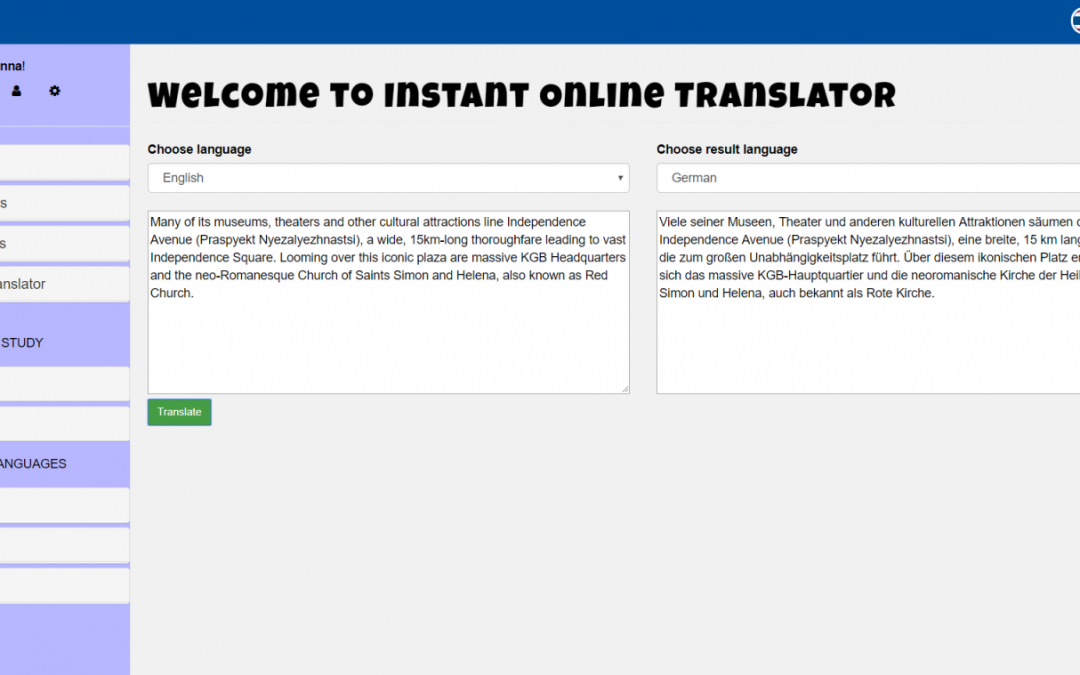 nna!
Welcome to instant online translator
Choose language
Choose result language
English
German
Many of its museums, theaters and other cultural attractions line Independence
Avenue (Praspyekt Nyezalyezhnastsi), a wide, 15km-long thoroughfare leading to vast
Independence Square. Looming over this iconic plaza are massive KGB Headquarters
and the neo-Romanesque Church of Saints Simon and Helena, also known as Red
Church.
Viele seiner Museen, Theater und anderen kulturellen Attraktionen säumen
Independence Avenue (Praspyekt Nyezalyezhnastsi), eine breite, 15 km lang
die zum großen Unabhängigkeitsplatz führt. Über diesem ikonischen Platz er
sich das massive KGB-Hauptquartier und die neoromanische Kirche der Hei
Simon und Helena, auch bekannt als Rote Kirche.
Translate
s
s
anslator
STUDY
ANGUAGES